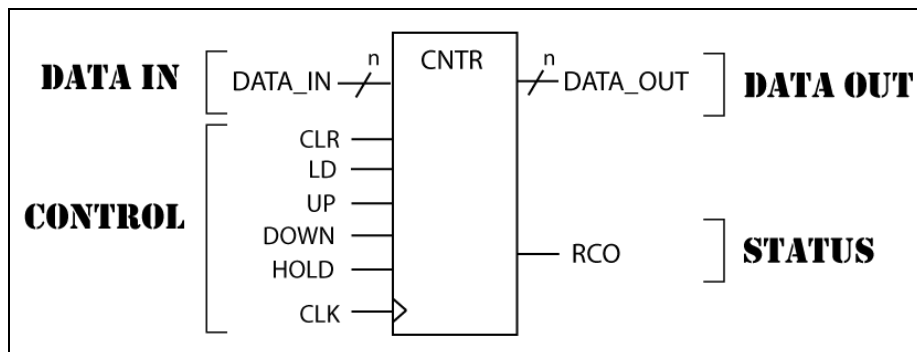 n CNTR n
DATA IN DATA_IN DATA_OUT DATA OUT
CLR
LD
UP
CONTROL
DOWN
HOLD RCO STATUS
CLK